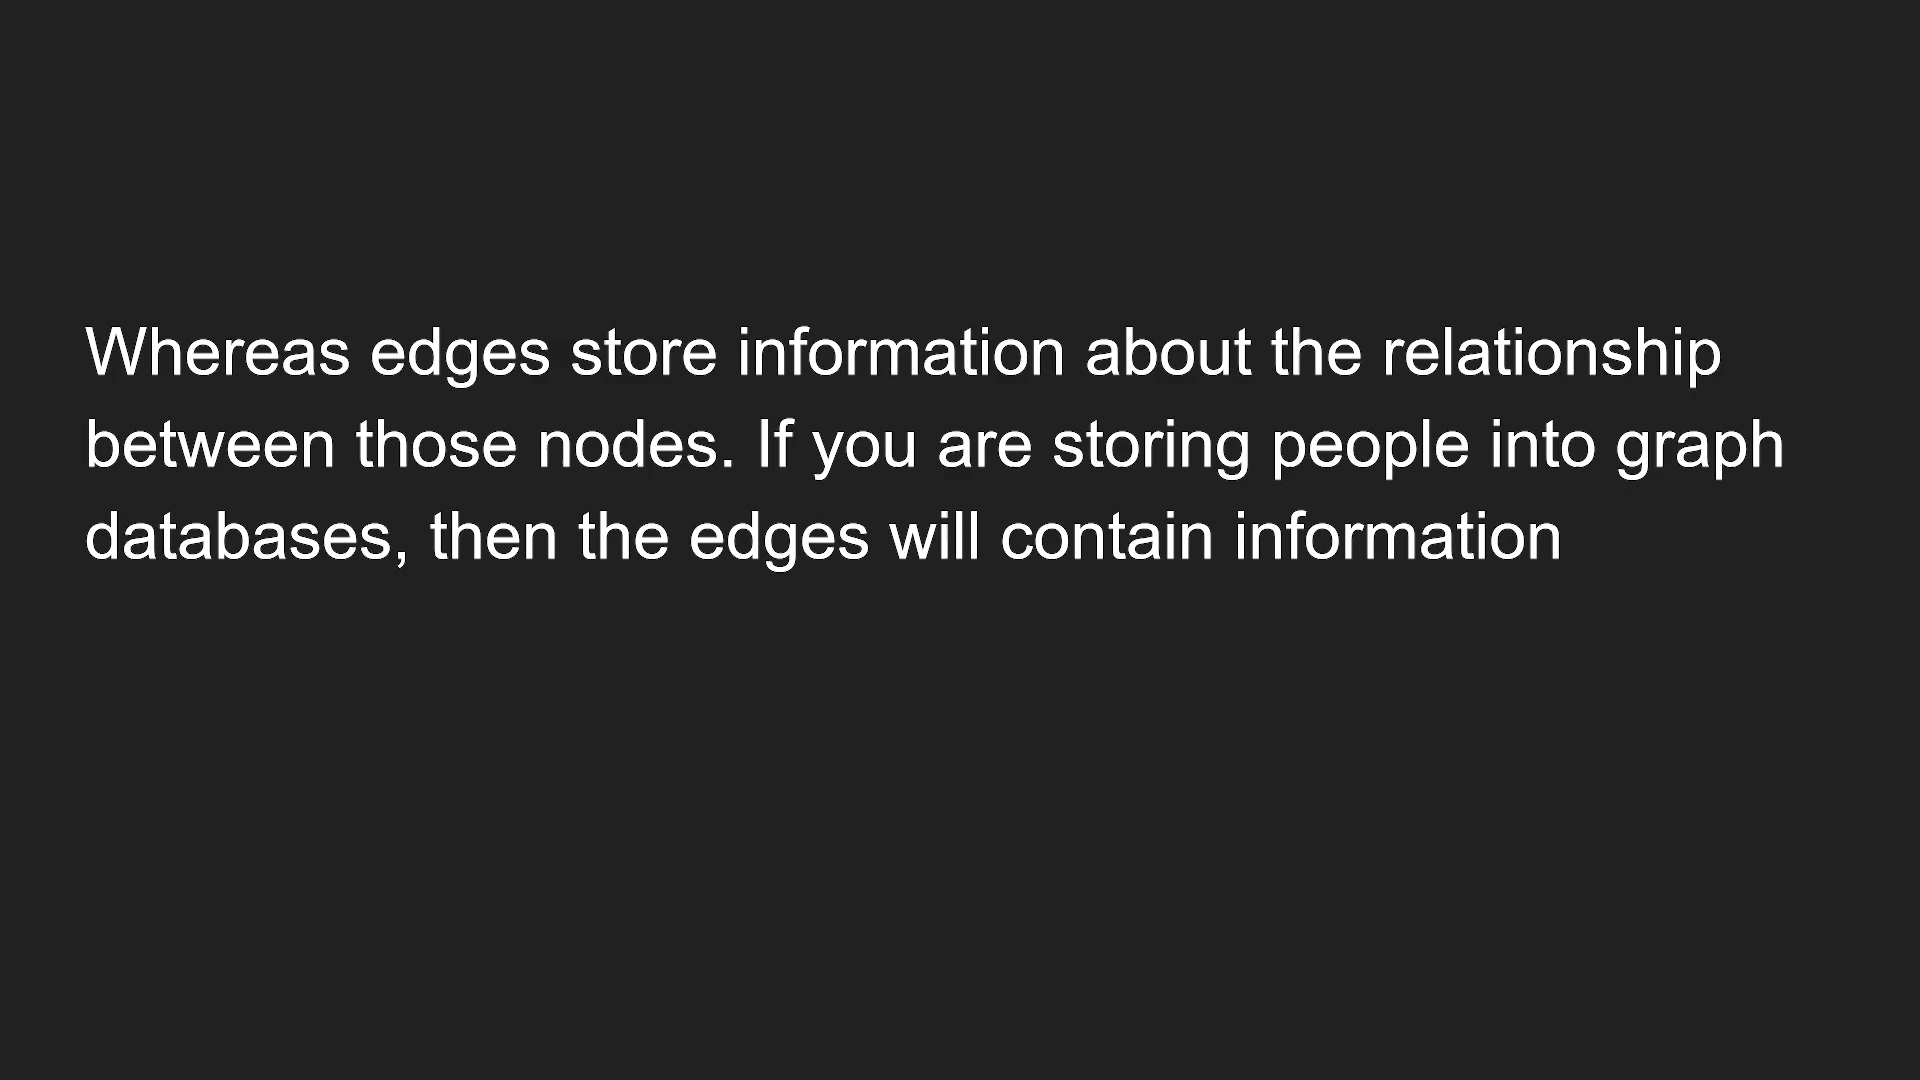 Whereas edges store information about the relationship
between those nodes. If you are storing people into graph
databases, then the edges will contain information